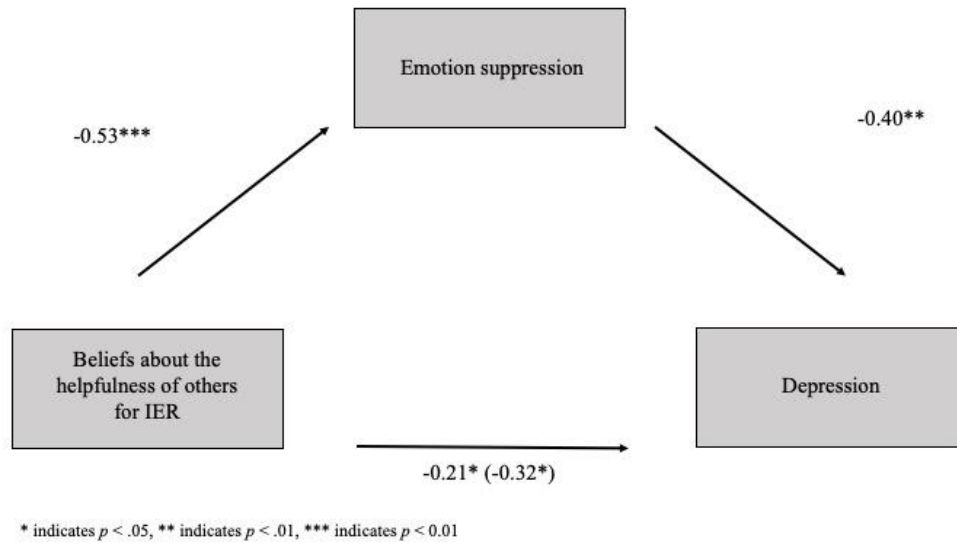 Emotion suppression
-0.53***
-0.40**
Beliefs about the
helpfulness of others
for IER
Depression
-0.21* (-0.32*)
* indicates p < .05, ** indicates p < .01, *** indicates p < 0.01